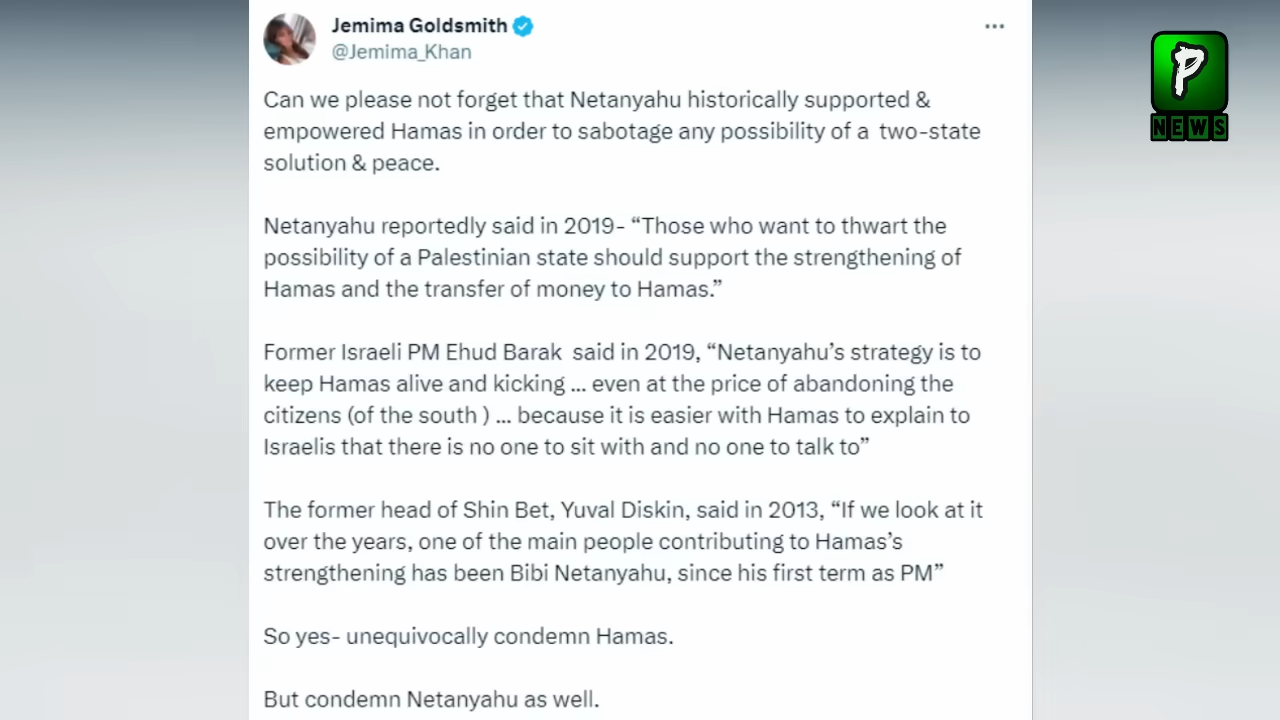 Jemima Goldsmith
@Jemima_Khan
Can we please not forget that Netanyahu historically supported &
empowered Hamas in order to sabotage any possibility of a  two-state
solution & peace.
Netanyahu reportedly said in 2019- “Those who want to thwart the
possibility of a Palestinian state should support the strengthening of
Hamas and the transfer of money to Hamas.”
Former Israeli PM Ehud Barak  said in 2019, “Netanyahu’s strategy is to
keep Hamas alive and kicking ... even at the price of abandoning the
citizens (of the south ) ... because it is easier with Hamas to explain to
Israelis that there is no one to sit with and no one to talk to”
The former head of Shin Bet, Yuval Diskin, said in 2013, “If we look at it
over the years, one of the main people contributing to Hamas’s
strengthening has been Bibi Netanyahu, since his first term as PM”
So yes- unequivocally condemn Hamas.
But condemn Netanyahu as well.
P
NEWS